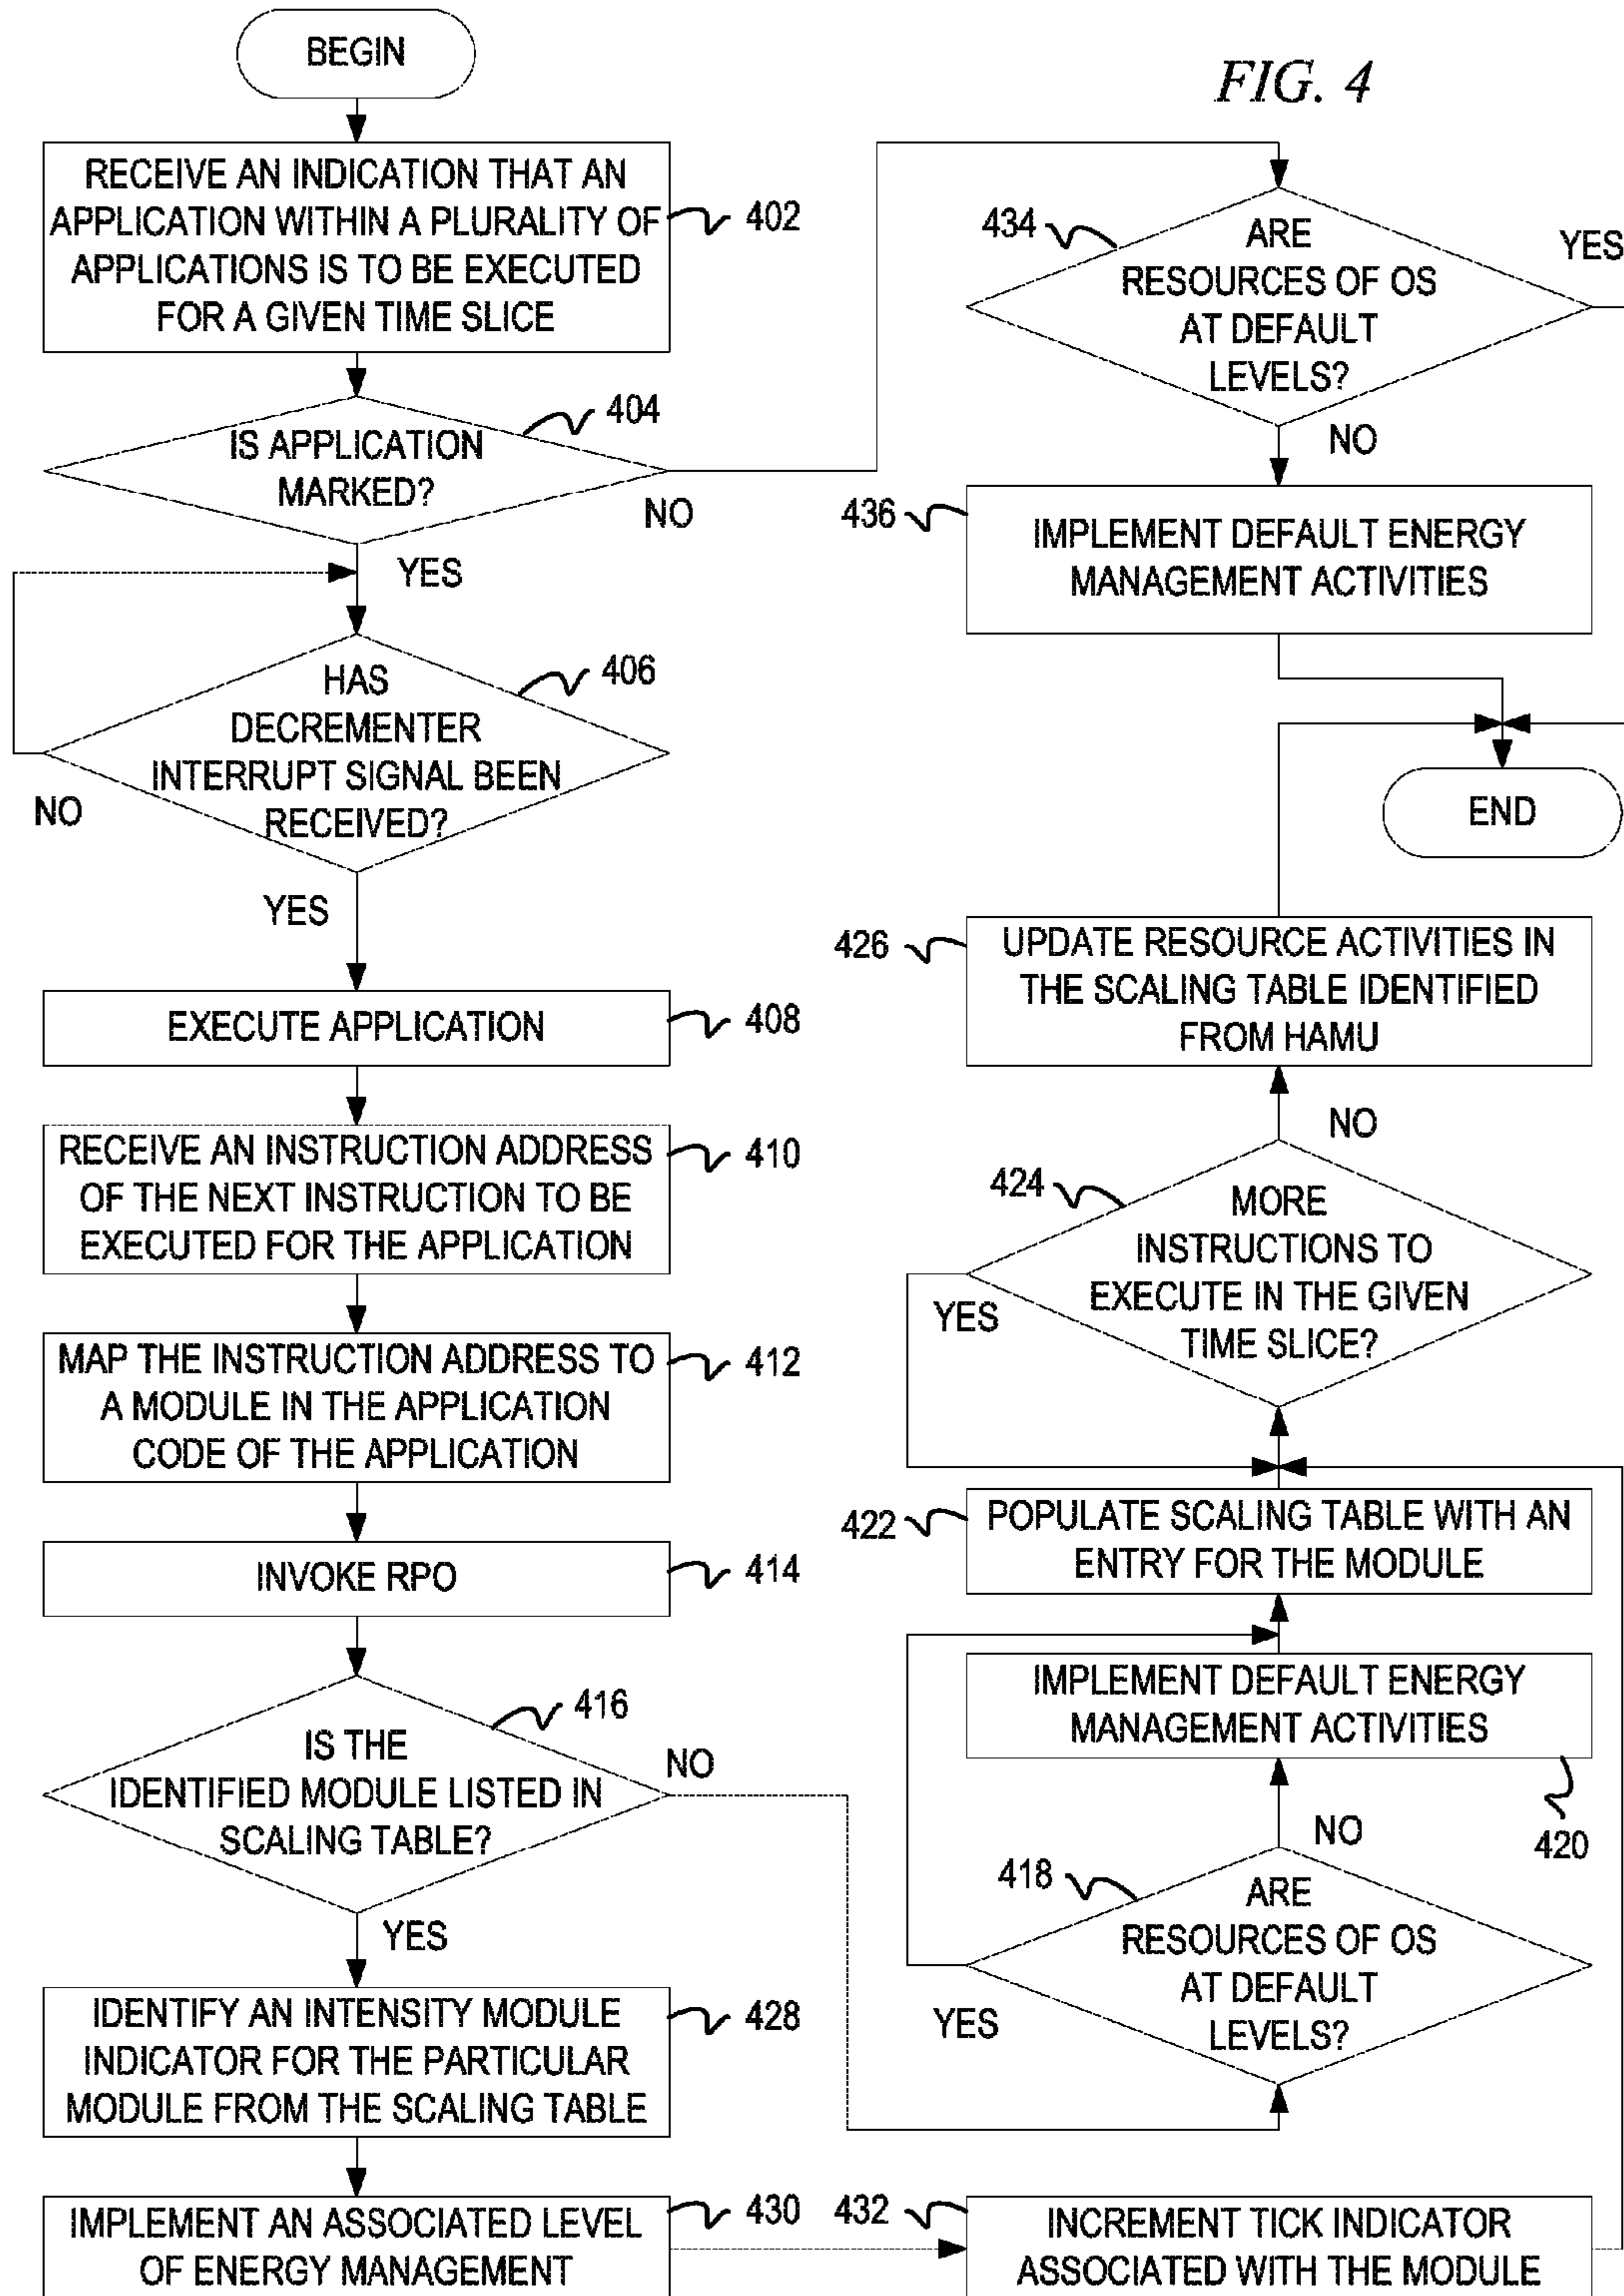 BEGIN
FIG. 4
RECEIVE AN INDICATION THAT AN
APPLICATION WITHIN A PLURALITY OF
APPLICATIONS IS TO BE EXECUTED
FOR A GIVEN TIME SLICE
402
IS APPLICATION
MARKED?
404
NO
YES
HAS
DECREMENTER
INTERRUPT SIGNAL BEEN
RECEIVED?
406
NO
YES
EXECUTE APPLICATION
408
RECEIVE AN INSTRUCTION ADDRESS
OF THE NEXT INSTRUCTION TO BE
EXECUTED FOR THE APPLICATION
410
MAP THE INSTRUCTION ADDRESS TO
A MODULE IN THE APPLICATION
CODE OF THE APPLICATION
412
INVOKE RPO
414
IS THE
IDENTIFIED MODULE LISTED IN
SCALING TABLE?
416
NO
YES
IDENTIFY AN INTENSITY MODULE
INDICATOR FOR THE PARTICULAR
MODULE FROM THE SCALING TABLE
428
IMPLEMENT AN ASSOCIATED LEVEL
OF ENERGY MANAGEMENT
430
434
ARE
RESOURCES OF OS
AT DEFAULT
LEVELS?
YES
NO
436
IMPLEMENT DEFAULT ENERGY
MANAGEMENT ACTIVITIES
END
426
UPDATE RESOURCE ACTIVITIES IN
THE SCALING TABLE IDENTIFIED
FROM HAMU
NO
424
MORE
INSTRUCTIONS TO
EXECUTE IN THE GIVEN
TIME SLICE?
YES
422
POPULATE SCALING TABLE WITH AN
ENTRY FOR THE MODULE
IMPLEMENT DEFAULT ENERGY
MANAGEMENT ACTIVITIES
420
NO
418
ARE
RESOURCES OF OS
AT DEFAULT
LEVELS?
YES
432
INCREMENT TICK INDICATOR
ASSOCIATED WITH THE MODULE